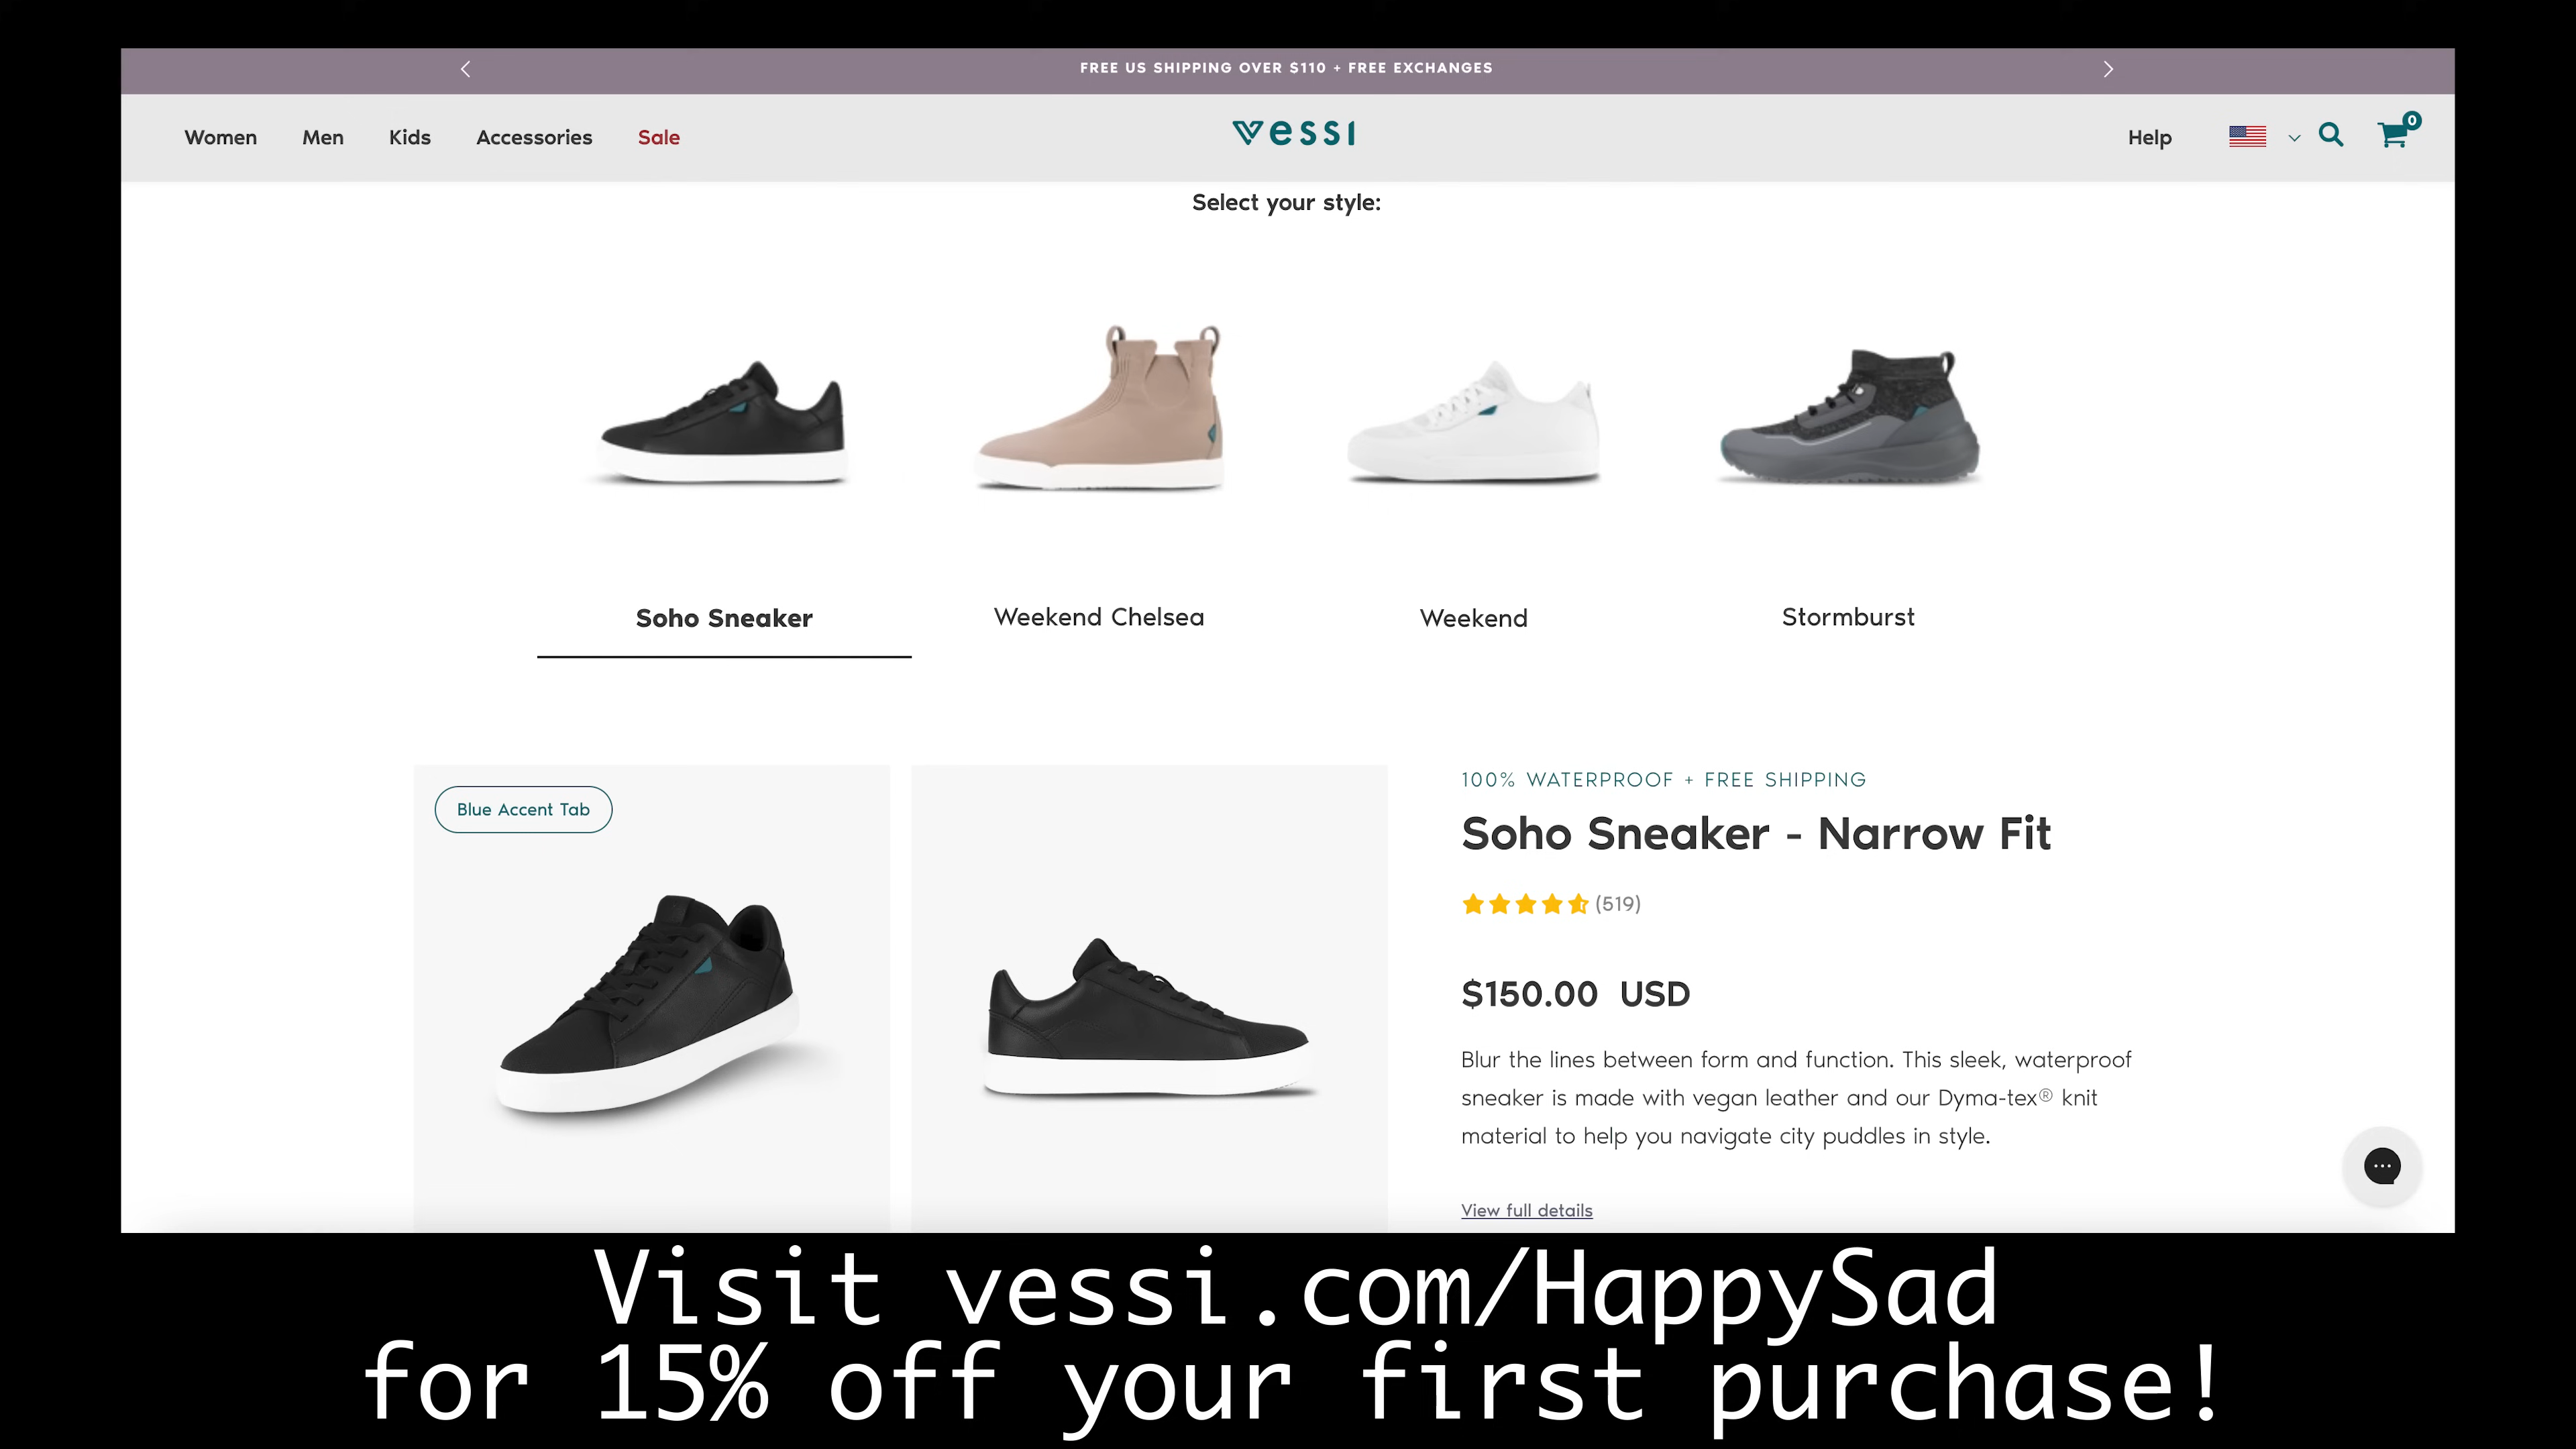 FREE US SHIPPING OVER $110 + FREE EXCHANGES
Women Men Kids Accessories Sale vessi Help 0
Select your style:
Soho Sneaker Weekend Chelsea Weekend Stormburst
Blue Accent Tab
100% WATERPROOF + FREE SHIPPING
Soho Sneaker - Narrow Fit
(519)
$150.00 USD
Blur the lines between form and function. This sleek, waterproof
sneaker is made with vegan leather and our Dyma-tex® knit
material to help you navigate city puddles in style.
View full details
Visit vessi.com/HappySad
for 15% off your first purchase!